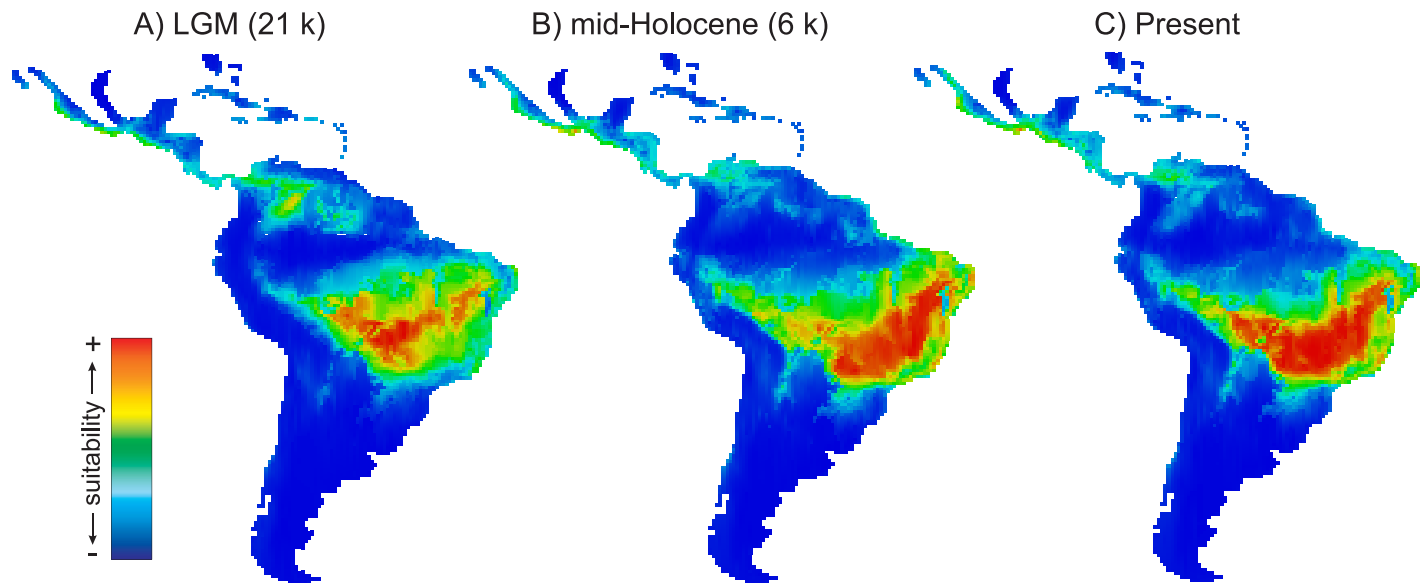 A) LGM (21 k)
B) mid-Holocene (6 k)
C) Present
- ← suitability → +